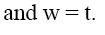 and w = t.